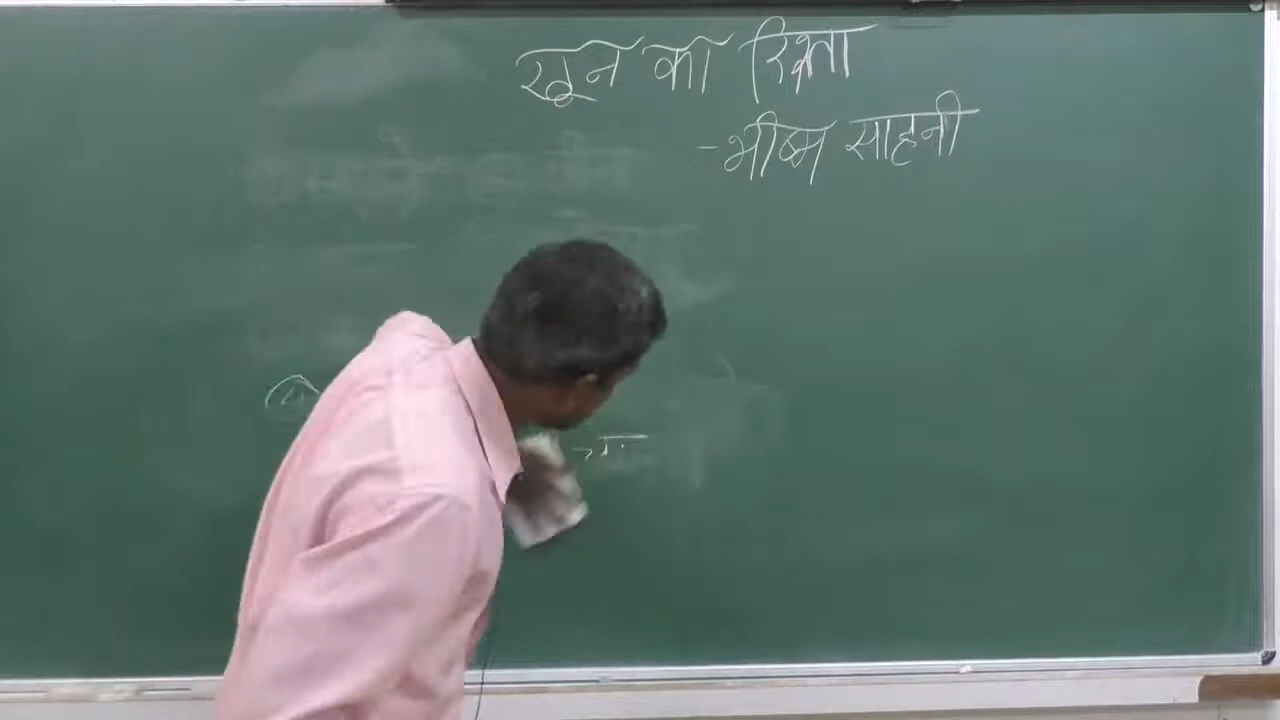 खून का रिश्ता
- भीष्म साहनी